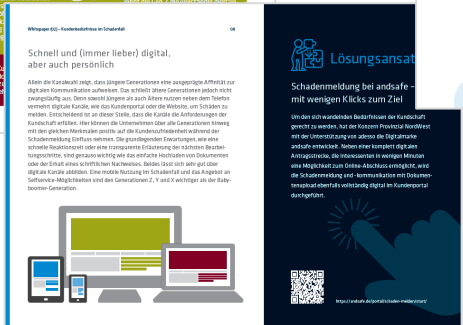 Whitepaper (02) – Kundenbedürfnisse im Schadenfall
08
Schnell und (immer lieber) digital,
aber auch persönlich
Allein die Kanalwahl zeigt, dass jüngere Generationen eine ausgeprägte Affinität zur
digitalen Kommunikation aufweisen. Das schließt ältere Generationen jedoch nicht
zwangsläufig aus. Denn sowohl Jüngere als auch Ältere nutzen neben dem Telefon
vermehrt digitale Kanäle, wie das Kundenportal oder die Website, um Schäden zu
melden. Entscheidend ist an dieser Stelle, dass die Kanäle die Anforderungen der
Kundschaft erfüllen. Hier können die Unternehmen über alle Generationen hinweg
mit den gleichen Merkmalen positiv auf die Kundenzufriedenheit während der
Schadenmeldung Einfluss nehmen. Die grundlegenden Erwartungen, wie eine
schnelle Reaktionszeit oder eine transparente Erläuterung der nächsten Bearbei-
tungsschritte, sind genauso wichtig wie das einfache Hochladen von Dokumenten
oder der Erhalt eines schriftlichen Nachweises. Beides lässt sich sehr gut über
digitale Kanäle abbilden. Eine mobile Nutzung im Schadenfall und das Angebot an
Selfservice-Möglichkeiten sind den Generationen Z, Y und X wichtiger als der Baby-
boomer-Generation.
Lösungsansat
Schadenmeldung bei andsafe –
mit wenigen Klicks zum Ziel
Um den sich wandelnden Bedürfnissen der Kundschaft
gerecht zu werden, hat der Konzern Provinzial NordWest
mit der Unterstützung von adesso die Digitalmarke
andsafe entwickelt. Neben einer komplett digitalen
Antragsstrecke, die Interessenten in wenigen Minuten
eine Möglichkeit zum Online-Abschluss ermöglicht, wird
die Schadenmeldung und -kommunikation mit Dokumen-
tenupload ebenfalls vollständig digital im Kundenportal
durchgeführt.
https://andsafe.de/portal/schaden-melden/start/